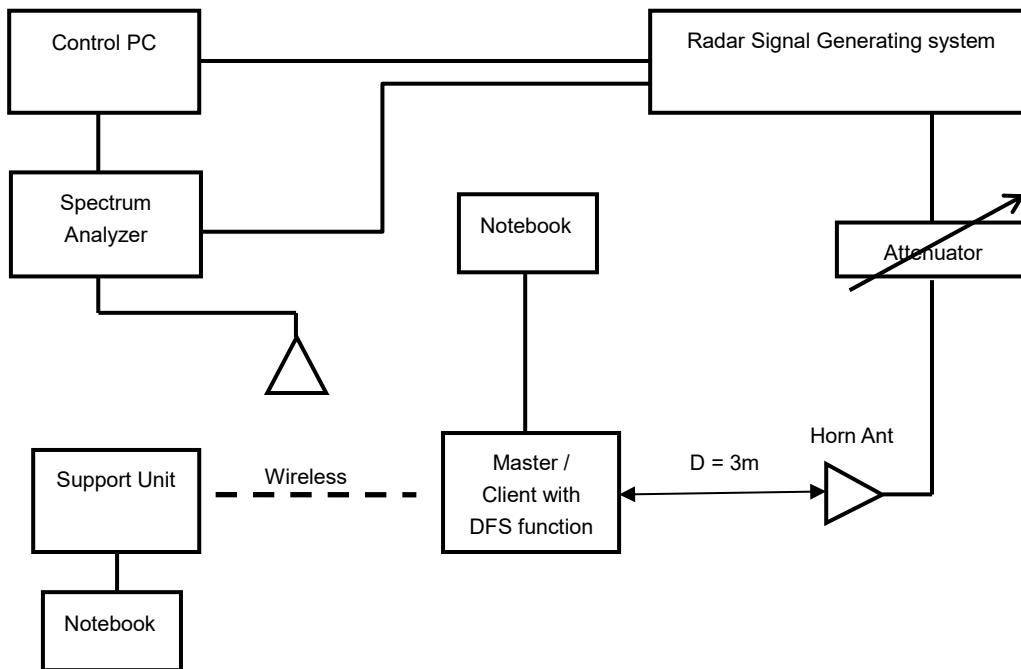 Control PC
Radar Signal Generating system
Spectrum
Analyzer
Notebook
Attenuator
Horn Ant
Support Unit
Wireless
Master /
Client with
DFS function
D = 3m
Notebook